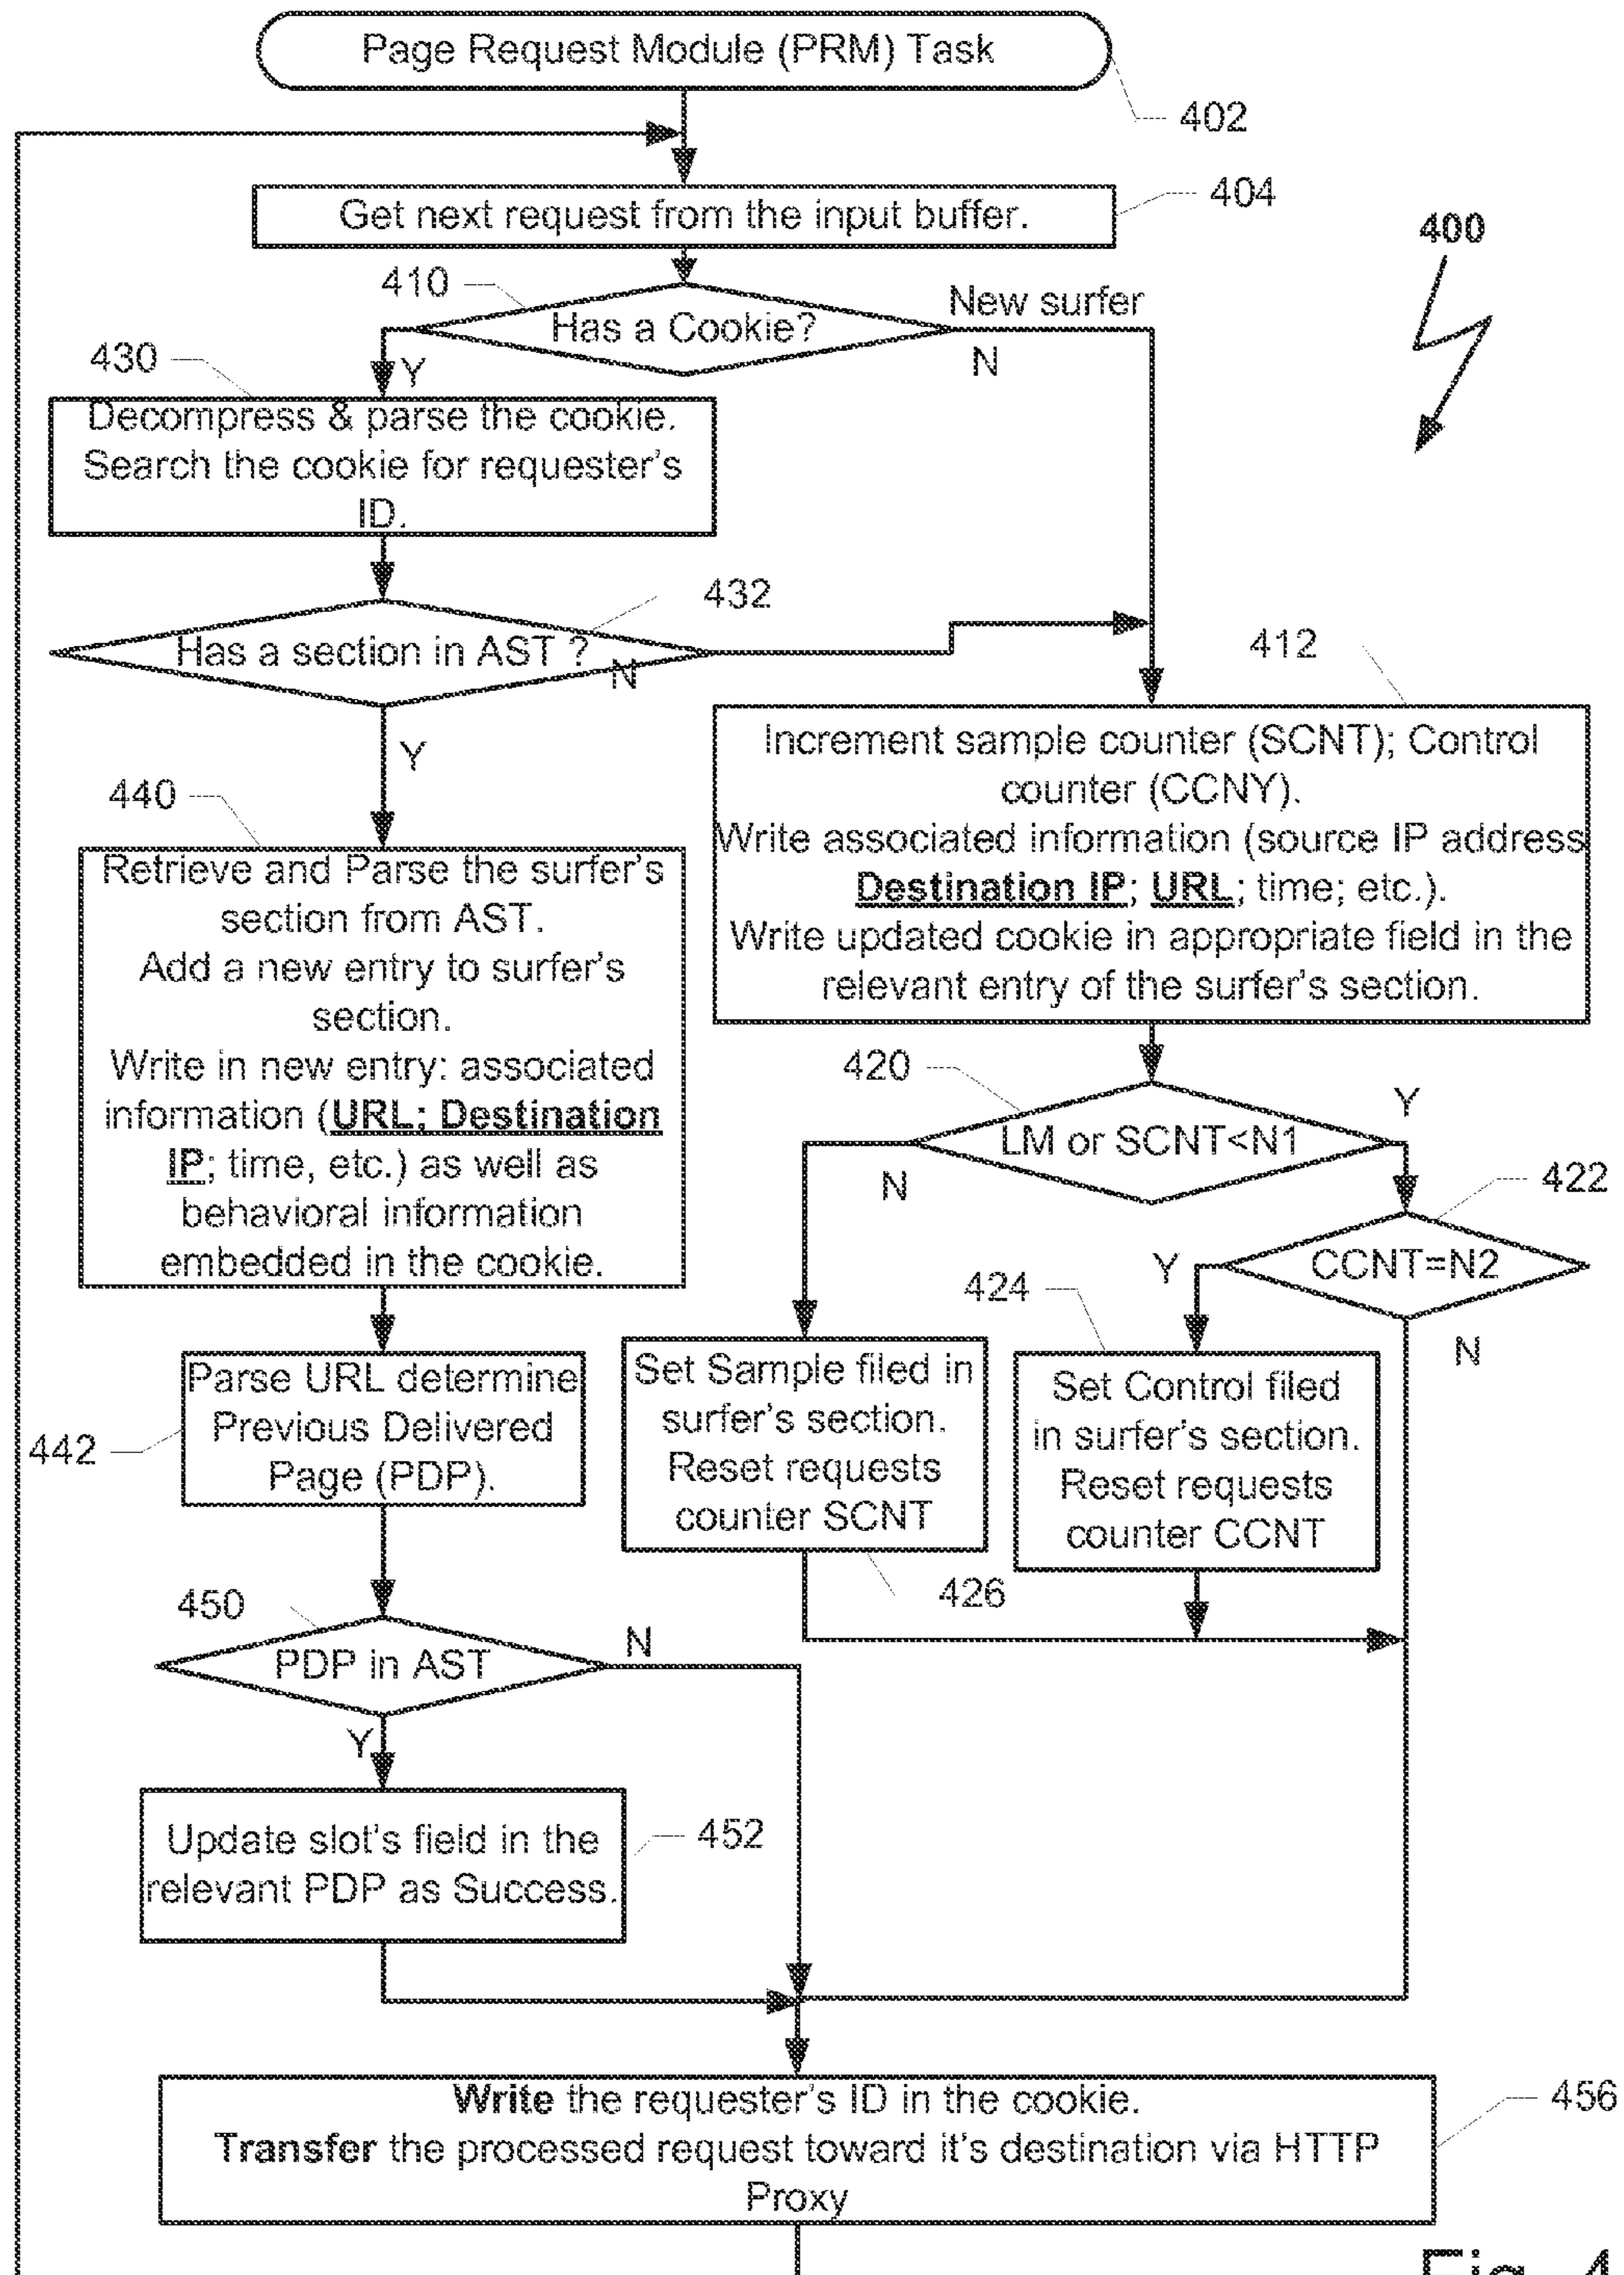 Page Request Module (PRM) Task
402
Get next request from the input buffer.
404
400
410
New surfer
Has a Cookie?
N
Y
430
Decompress & parse the cookie.
Search the cookie for requester's
ID.
432
Has a section in AST ?
N
Y
412
Increment sample counter (SCNT); Control
counter (CCNY).
Write associated information (source IP address
Destination IP; URL; time; etc.).
Write updated cookie in appropriate field in the
relevant entry of the surfer's section.
440
Retrieve and Parse the surfer's
section from AST.
Add a new entry to surfer's
section.
Write in new entry: associated
information (URL; Destination
IP; time, etc.) as well as
behavioral information
embedded in the cookie.
420
LM or SCNT<N1
Y
N
422
CCNT=N2
Y
N
424
Set Sample filed in
surfer's section.
Reset requests
counter SCNT
426
Set Control filed
in surfer's section.
Reset requests
counter CCNT
Parse URL determine
Previous Delivered
Page (PDP).
442
450
PDP in AST
N
Y
Update slot's field in the
relevant PDP as Success.
452
Write the requester's ID in the cookie.
Transfer the processed request toward it's destination via HTTP
Proxy
456
Fig. 4